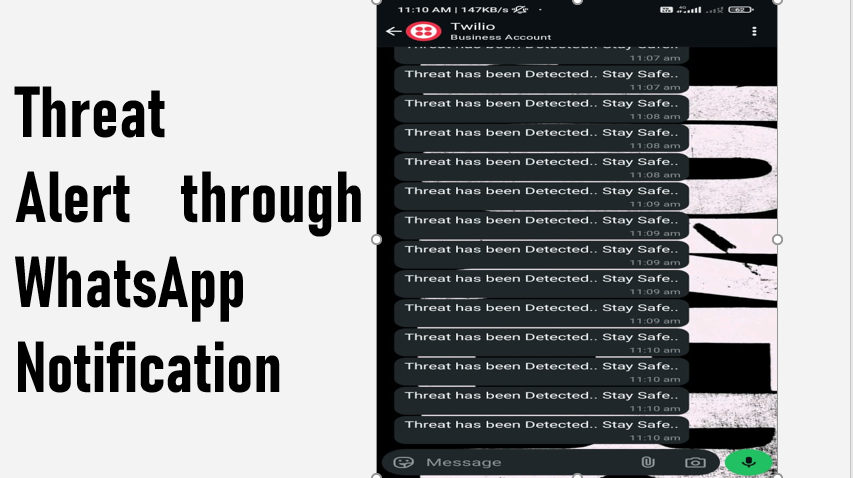 Threat
Alert through
WhatsApp
Notification
11:10 AM | 147KB/s
4G
Twilio
Business Account
Threat has been Detected.. Stay Safe..
11:07 am
Threat has been Detected.. Stay Safe..
11:07 am
Threat has been Detected.. Stay Safe..
11:08 am
Threat has been Detected.. Stay Safe..
11:08 am
Threat has been Detected.. Stay Safe..
11:08 am
Threat has been Detected.. Stay Safe..
11:09 am
Threat has been Detected.. Stay Safe..
11:09 am
Threat has been Detected.. Stay Safe..
11:09 am
Threat has been Detected.. Stay Safe..
11:09 am
Threat has been Detected.. Stay Safe..
11:09 am
Threat has been Detected.. Stay Safe..
11:10 am
Threat has been Detected.. Stay Safe..
11:10 am
Threat has been Detected.. Stay Safe..
11:10 am
Threat has been Detected.. Stay Safe..
11:10 am
Message